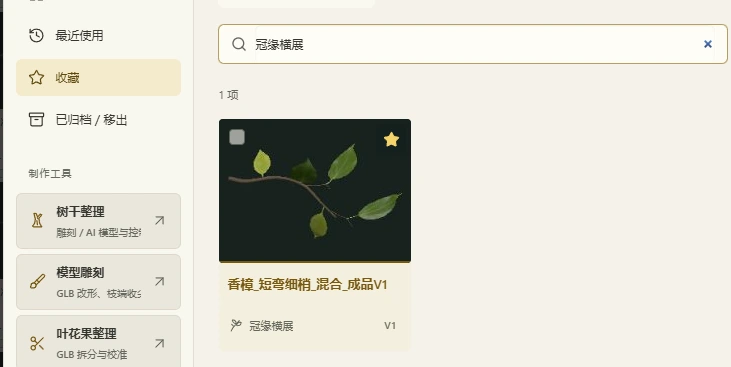 最近使用
收藏
已归档 / 移出
制作工具
树干整理
雕刻 / AI 模型与控
模型雕刻
GLB 改形、枝端收
叶花果整理
GLB 拆分与校准
冠缘横展
1 项
香樟_短弯细梢_混合_成品V1
冠缘横展
V1